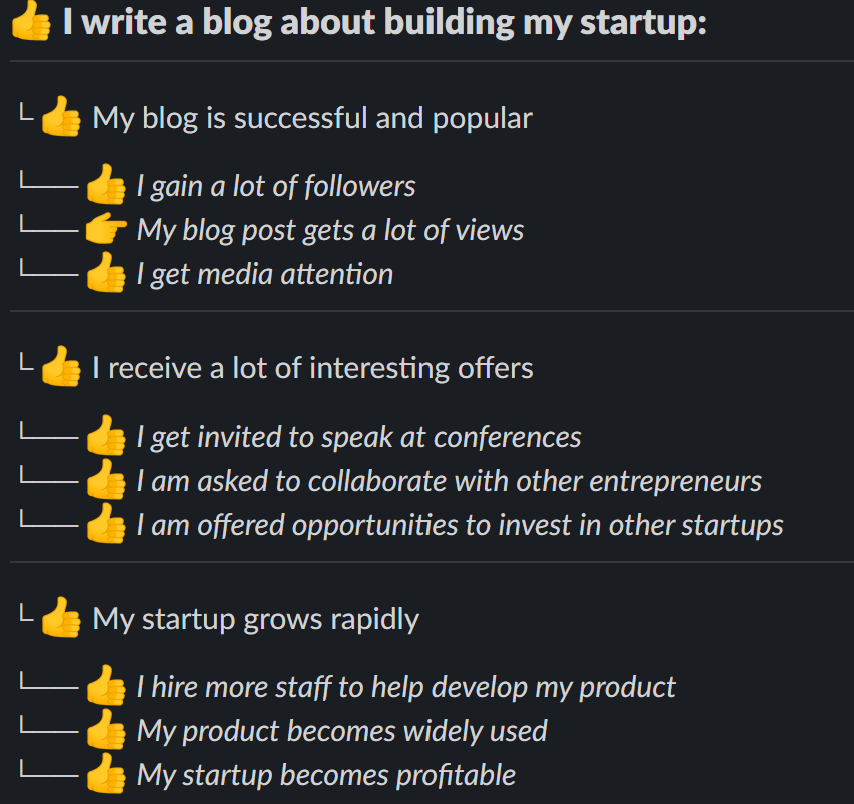 👍 I write a blog about building my startup:
└ 👍 My blog is successful and popular
└── 👍 I gain a lot of followers
└── 👉 My blog post gets a lot of views
└── 👍 I get media attention
└ 👍 I receive a lot of interesting offers
└── 👍 I get invited to speak at conferences
└── 👍 I am asked to collaborate with other entrepreneurs
└── 👍 I am offered opportunities to invest in other startups
└ 👍 My startup grows rapidly
└── 👍 I hire more staff to help develop my product
└── 👍 My product becomes widely used
└── 👍 My startup becomes profitable